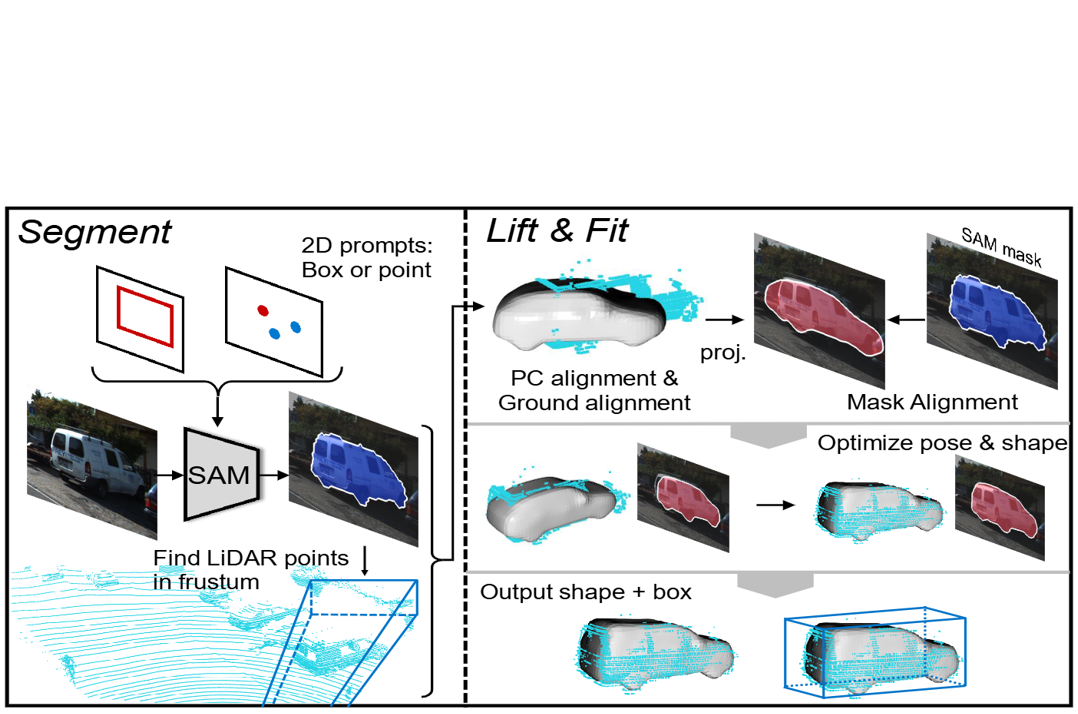 Segment
2D prompts:
Box or point
SAM
Find LiDAR points
in frustum
Lift & Fit
SAM mask
proj.
PC alignment &
Ground alignment
Mask Alignment
Optimize pose & shape
Output shape + box